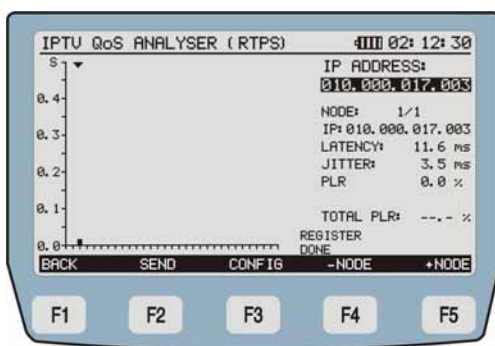 IPTV QoS ANALYSER (RTPS) 02:12:30
S
0.4
0.3
0.2
0.1
0.0
IP ADDRESS:
010.000.017.003
NODE: 1/1
IP:010.000.017.003
LATENCY: 11.6 ms
JITTER: 3.5 ms
PLR 0.0 %
TOTAL PLR: --.- %
REGISTER
DONE
BACK SEND CONFIG -NODE +NODE
F1 F2 F3 F4 F5